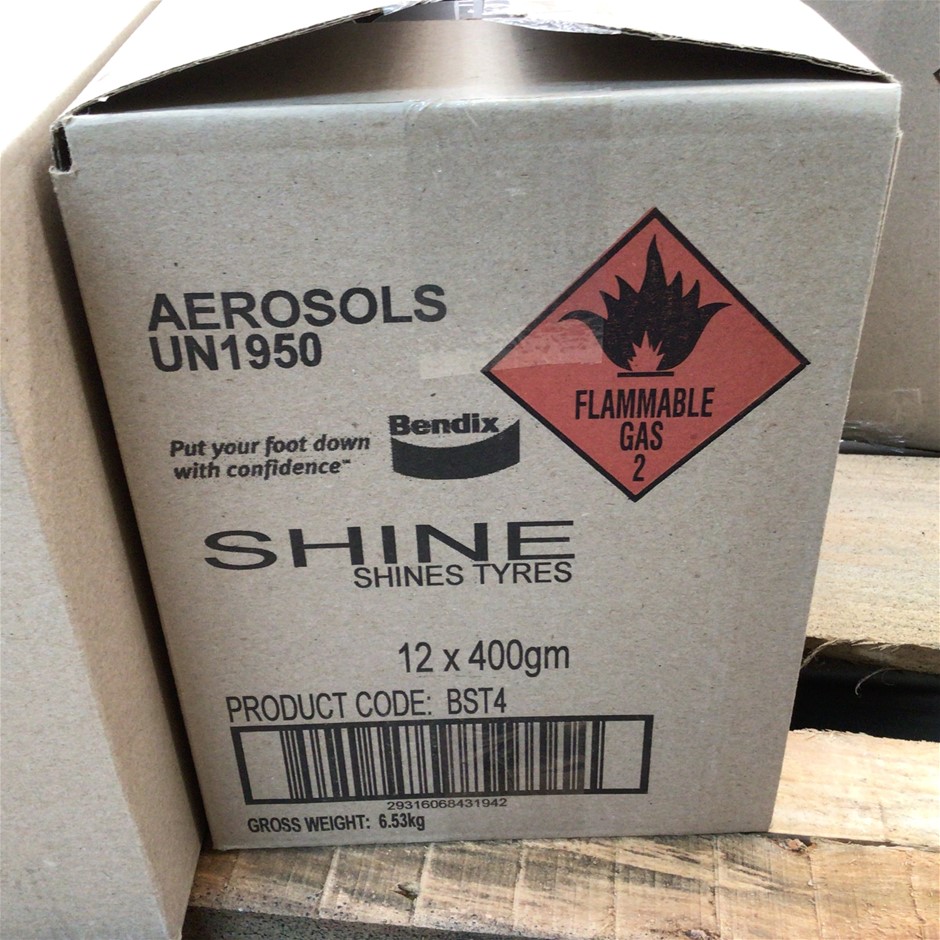 AEROSOLS
UN1950
FLAMMABLE
GAS
2
Bendix
Put your foot down
with confidence™
SHINE
SHINES TYRES
12 x 400gm
PRODUCT CODE: BST4
29316068431942
GROSS WEIGHT: 6.53kg